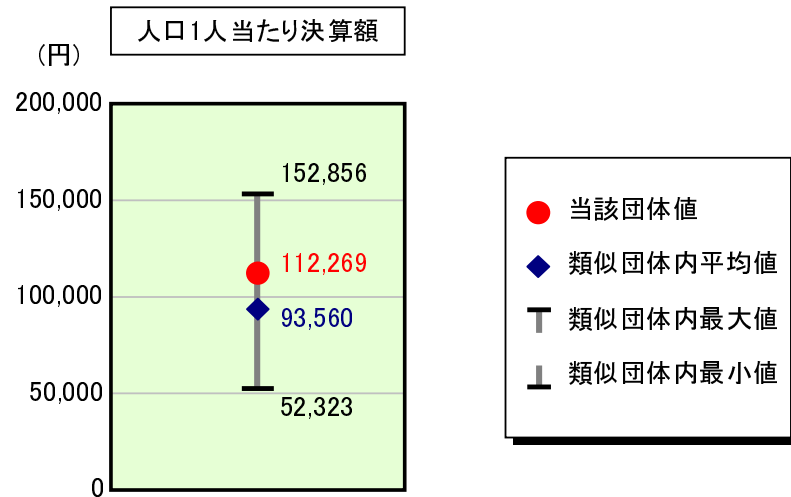 人口1人当たり決算額
(円)
200,000
150,000
100,000
50,000
0
152,856
112,269
93,560
52,323
当該団体値
類似団体内平均値
類似団体内最大値
類似団体内最小値